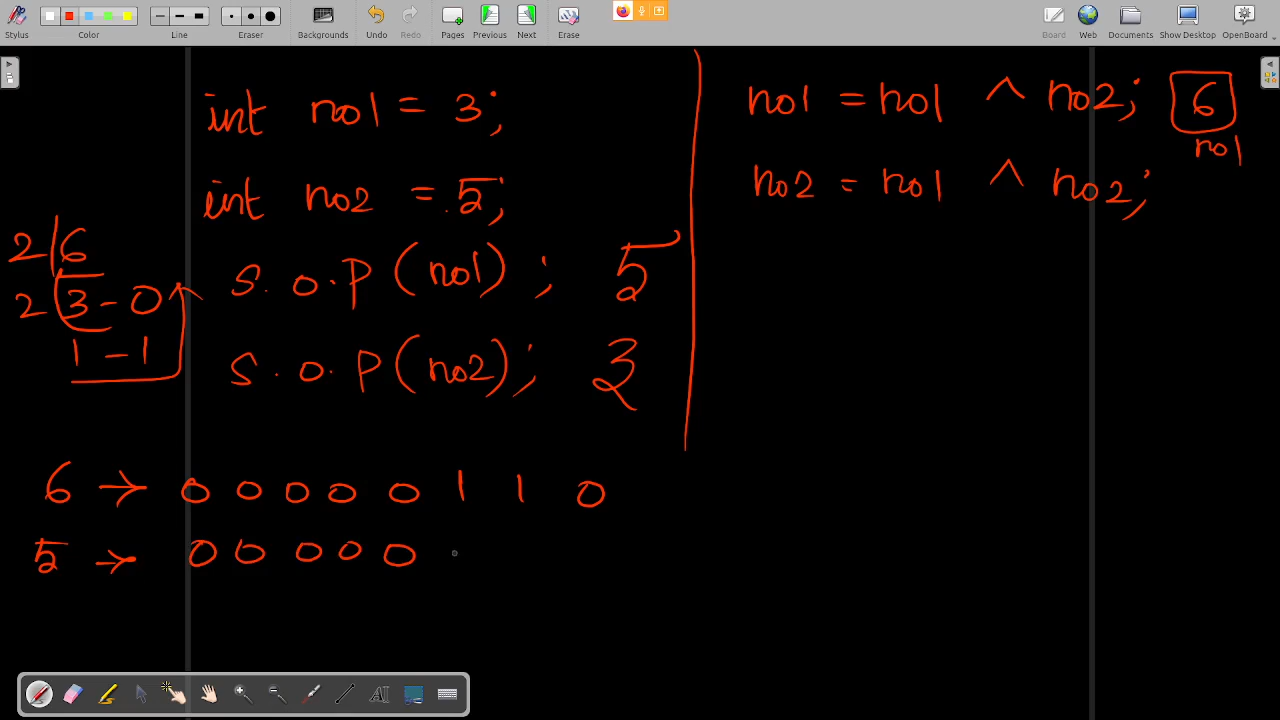 Stylus Color Line Eraser Backgrounds Undo Redo Pages Previous Next Erase Board Web Documents Show Desktop OpenBoard
int no1 = 3;
int no2 = 5;
S.O.P(no1); 5
S.O.P(no2); 3
2 6
2 3 - 0
1 - 1
6 → 0 0 0 0 0 1 1 0
5 → 0 0 0 0 0
no1 = no1 ^ no2; 6
no1
no2 = no1 ^ no2;